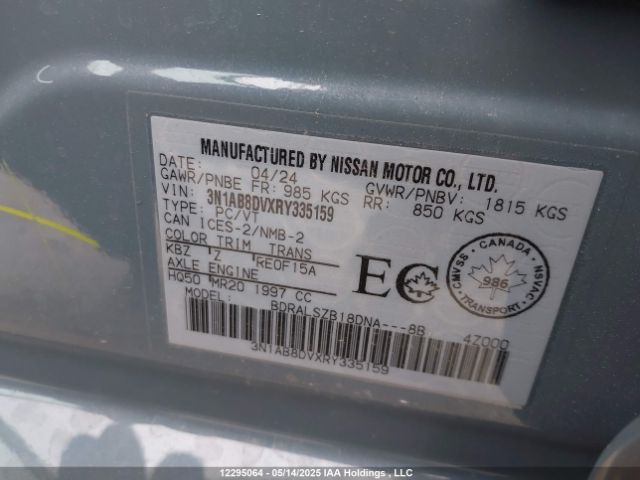 MANUFACTURED BY NISSAN MOTOR CO., LTD.
DATE: 04/24 GVWR/PNBV: 1815 KGS
GAWR/PNBE FR: 985 KGS RR: 850 KGS
VIN: 3N1AB8DVXRY335159
TYPE: PC/VT
CAN ICES-2/NMB-2
COLOR TRIM TRANS
KBZ Z RE0F15A
AXLE ENGINE
HQ50 MR20 1997 CC
MODEL: BDRALSZB18DNA---8B 4Z000
3N1AB8DVXRY335159
EC
CMVSS - CANADA - NSVAC
986
TRANSPORT
12295064 - 05/14/2025 IAA Holdings , LLC